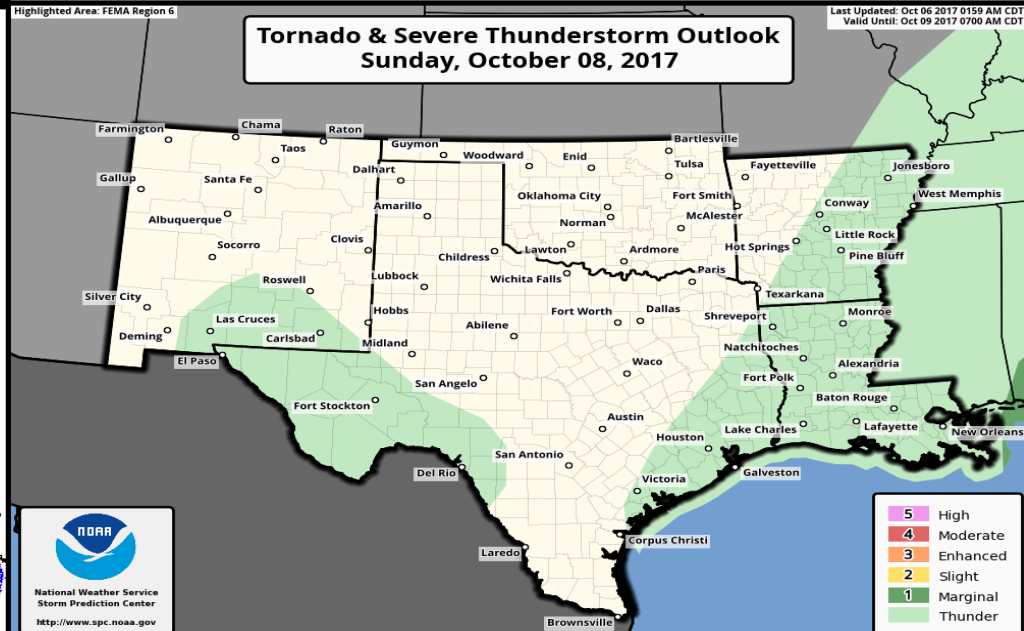 Highlighted Area: FEMA Region 6
Last Updated: Oct 06 2017 0159 AM CDT
Valid Until: Oct 09 2017 0700 AM CDT
Tornado & Severe Thunderstorm Outlook
Sunday, October 08, 2017
Farmington
Chama
Raton
Taos
Guymon
Woodward
Enid
Bartlesville
Tulsa
Fayetteville
Jonesboro
Gallup
Santa Fe
Dalhart
Amarillo
Oklahoma City
Fort Smith
West Memphis
Albuquerque
Norman
McAlester
Conway
Socorro
Clovis
Childress
Lawton
Ardmore
Hot Springs
Little Rock
Pine Bluff
Roswell
Lubbock
Wichita Falls
Paris
Texarkana
Silver City
Las Cruces
Hobbs
Abilene
Fort Worth
Dallas
Shreveport
Monroe
Deming
Carlsbad
Midland
Natchitoches
El Paso
San Angelo
Waco
Fort Polk
Alexandria
Fort Stockton
Austin
Baton Rouge
Houston
Lake Charles
Lafayette
New Orleans
Del Rio
San Antonio
Victoria
Galveston
Laredo
Corpus Christi
Brownsville
NOAA
National Weather Service
Storm Prediction Center
http://www.spc.noaa.gov
5 High
4 Moderate
3 Enhanced
2 Slight
1 Marginal
Thunder